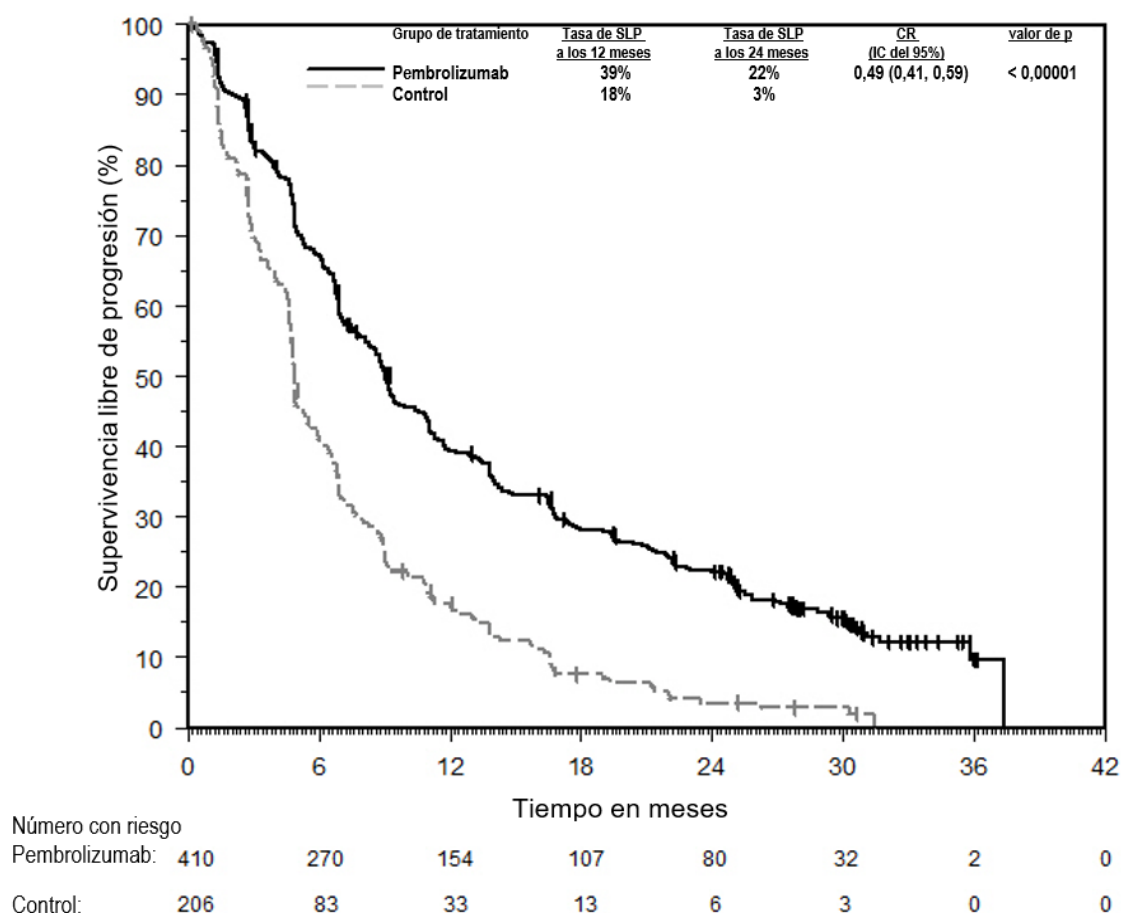 Grupo de tratamiento Tasa de SLP Tasa de SLP CR valor de p
a los 12 meses a los 24 meses (IC del 95%)
Pembrolizumab 39% 22% 0,49 (0,41, 0,59) < 0,00001
Control 18% 3%
100
90
80
70
60
50
40
30
20
10
0
Supervivencia libre de progresión (%)
0 6 12 18 24 30 36 42
Tiempo en meses
Número con riesgo
Pembrolizumab: 410 270 154 107 80 32 2 0
Control: 206 83 33 13 6 3 0 0